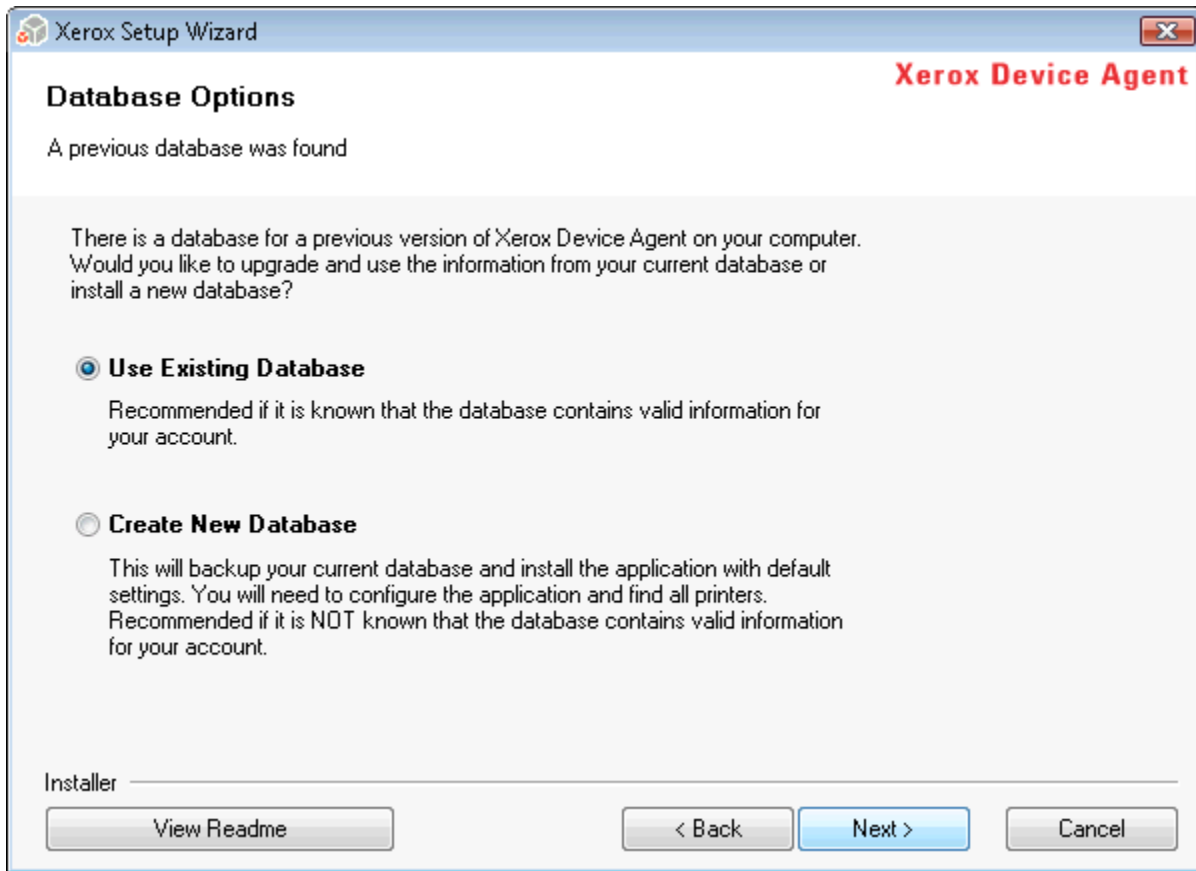 Xerox Setup Wizard
Xerox Device Agent
Database Options
A previous database was found
There is a database for a previous version of Xerox Device Agent on your computer.
Would you like to upgrade and use the information from your current database or
install a new database?
Use Existing Database
Recommended if it is known that the database contains valid information for
your account.
Create New Database
This will backup your current database and install the application with default
settings. You will need to configure the application and find all printers.
Recommended if it is NOT known that the database contains valid information
for your account.
Installer
View Readme
< Back
Next >
Cancel